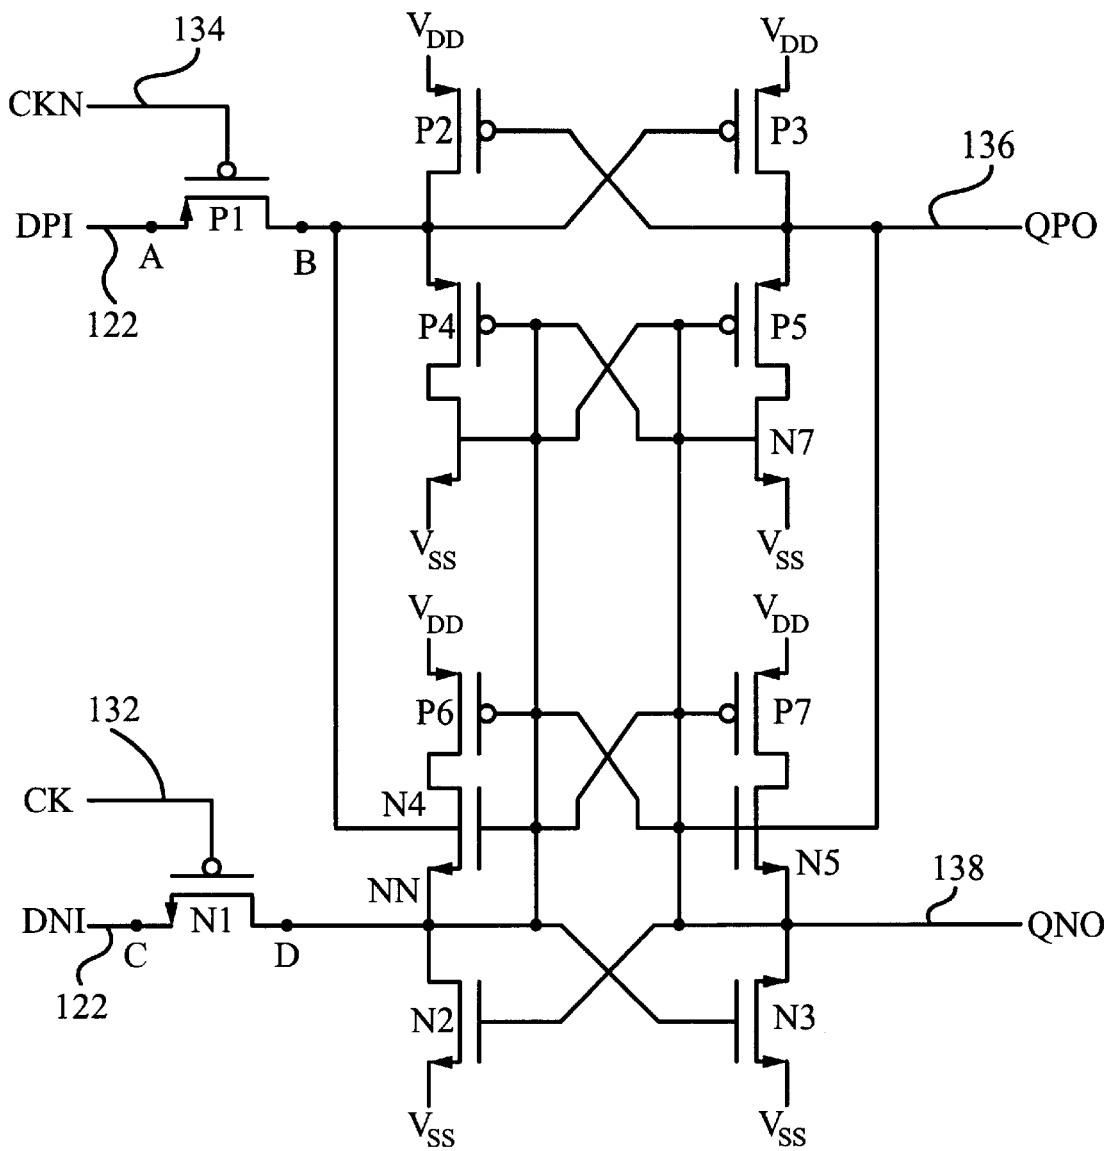 134
VDD
VDD
CKN
P2
P3
136
DPI
P1
QPO
A
B
122
P4
P5
N7
VSS
VSS
VDD
VDD
132
P6
P7
CK
N4
NN
N5
138
DNI
N1
QNO
C
D
122
N2
N3
VSS
VSS